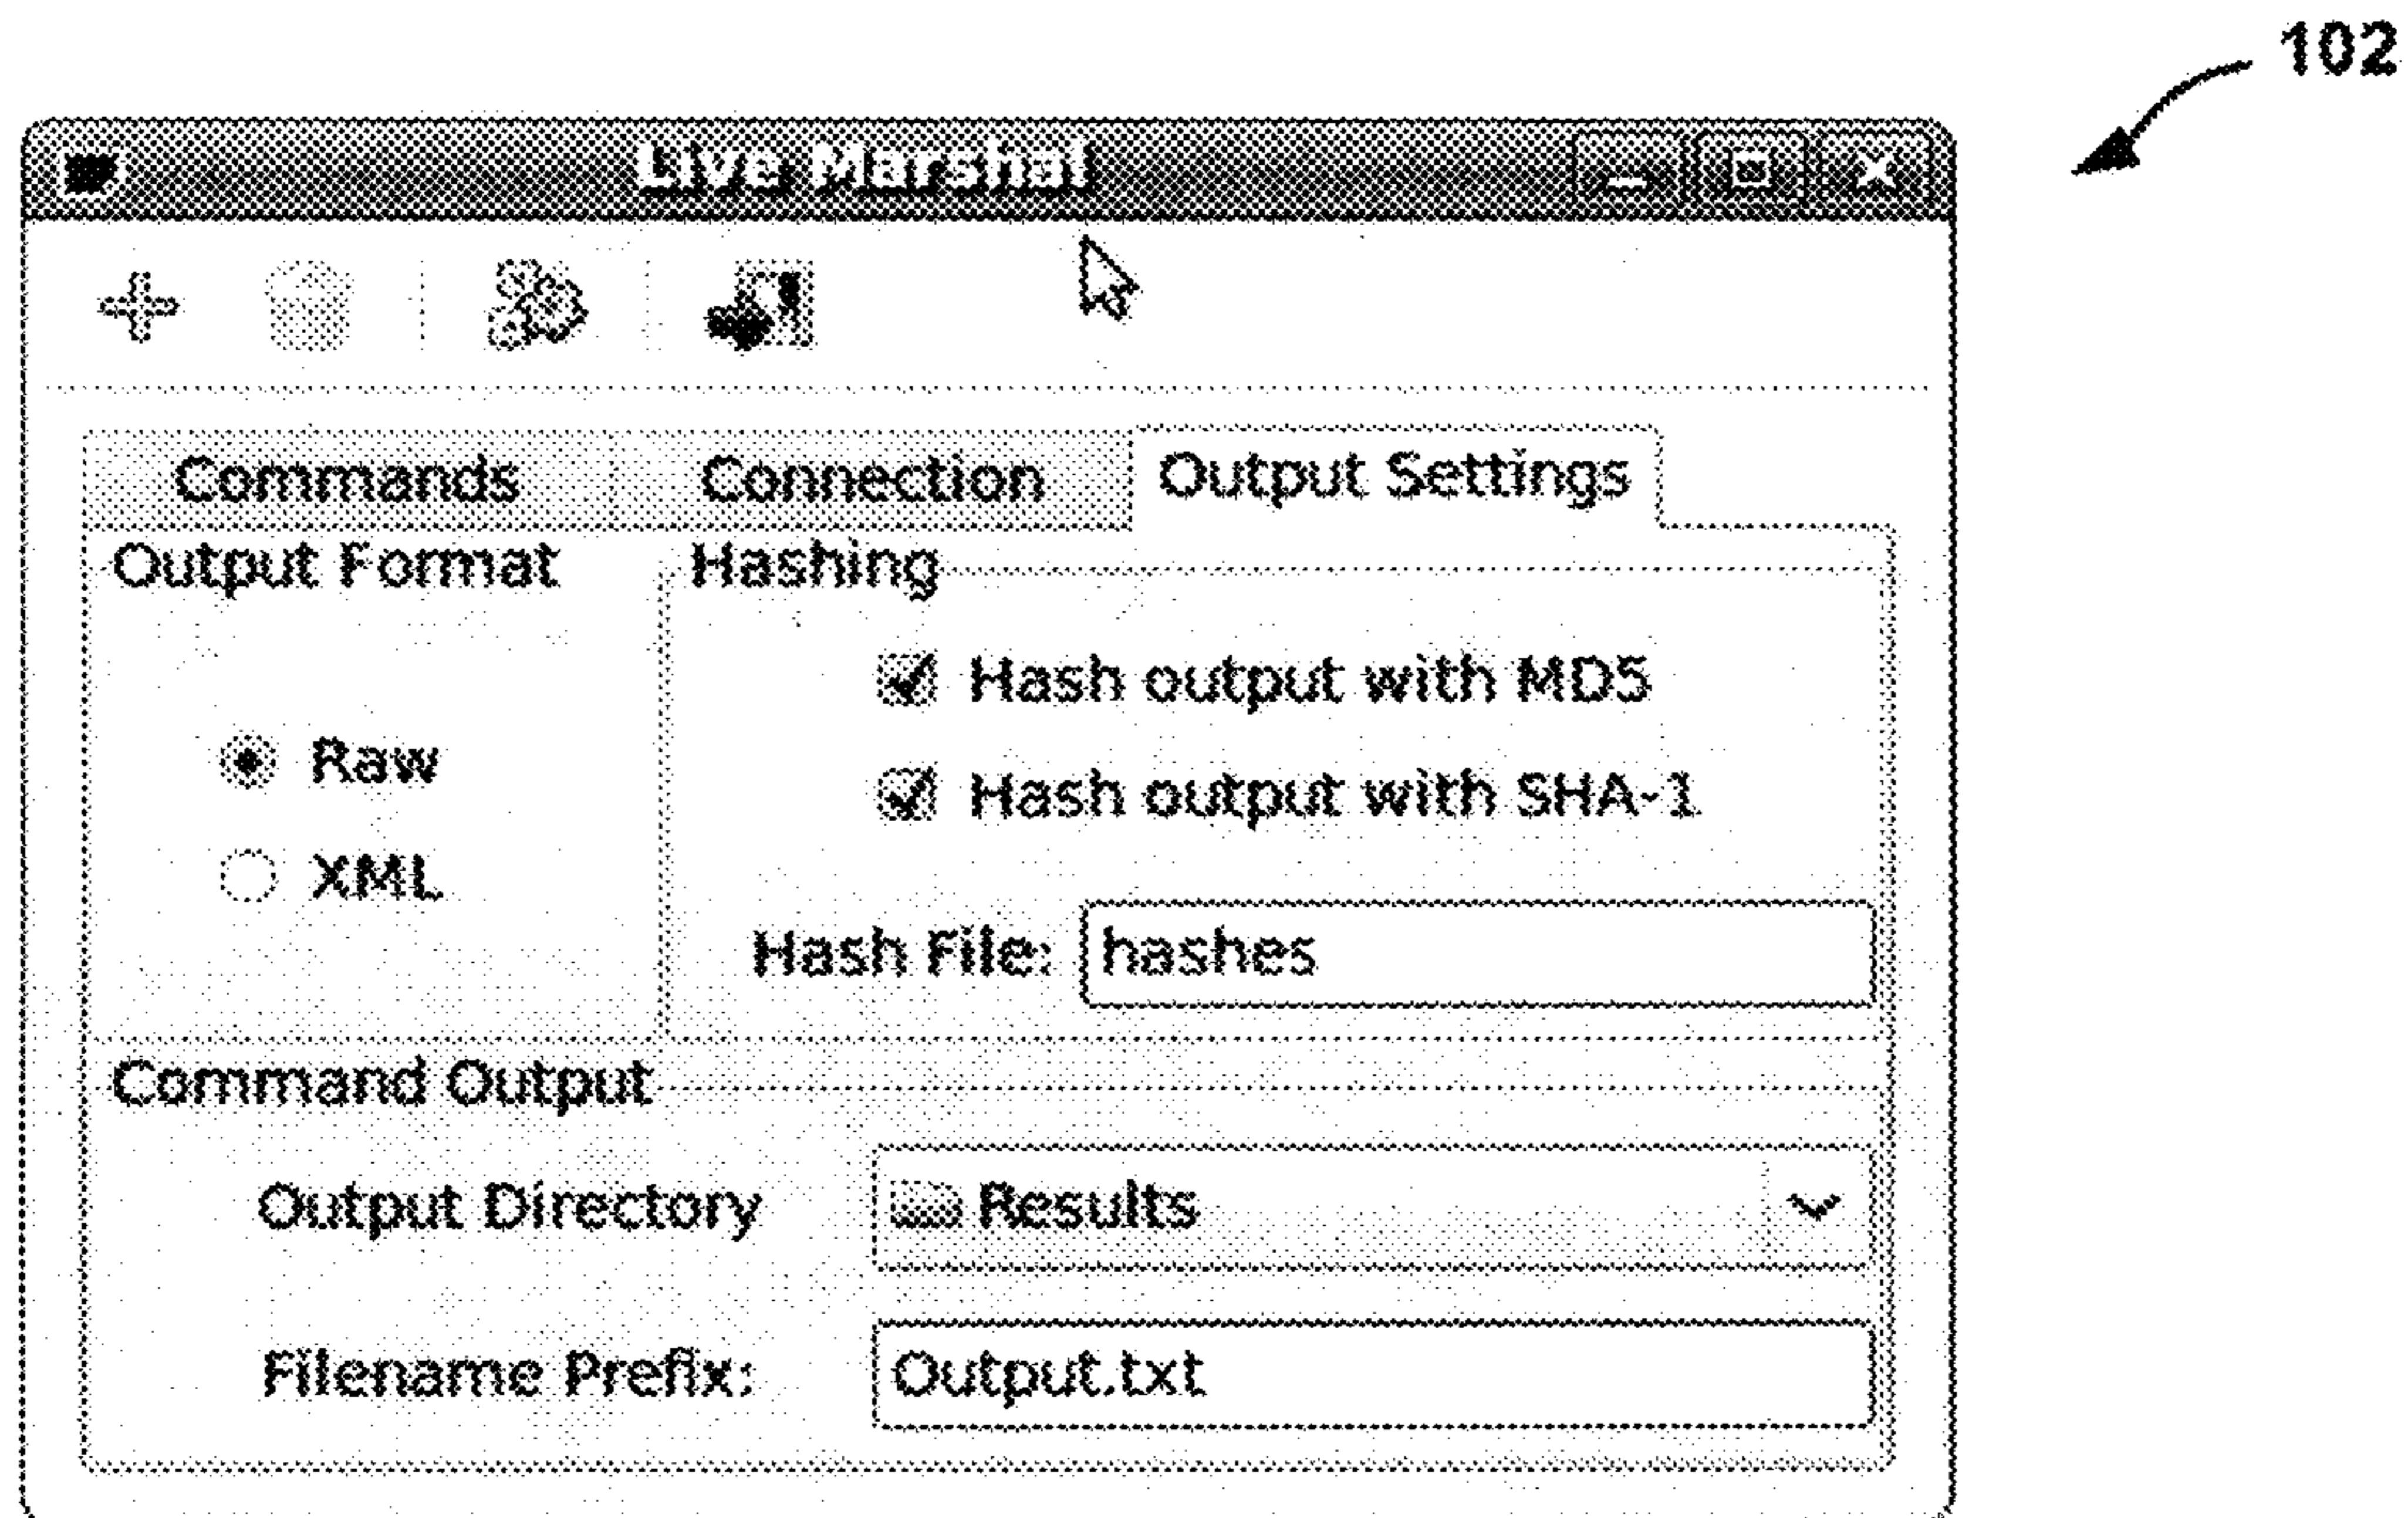 102
Live Marshal
Commands Connection Output Settings
Output Format Hashing
Hash output with MD5
Raw
Hash output with SHA-1
XML
Hash File: hashes
Command Output
Output Directory Results
Filename Prefix: Output.txt